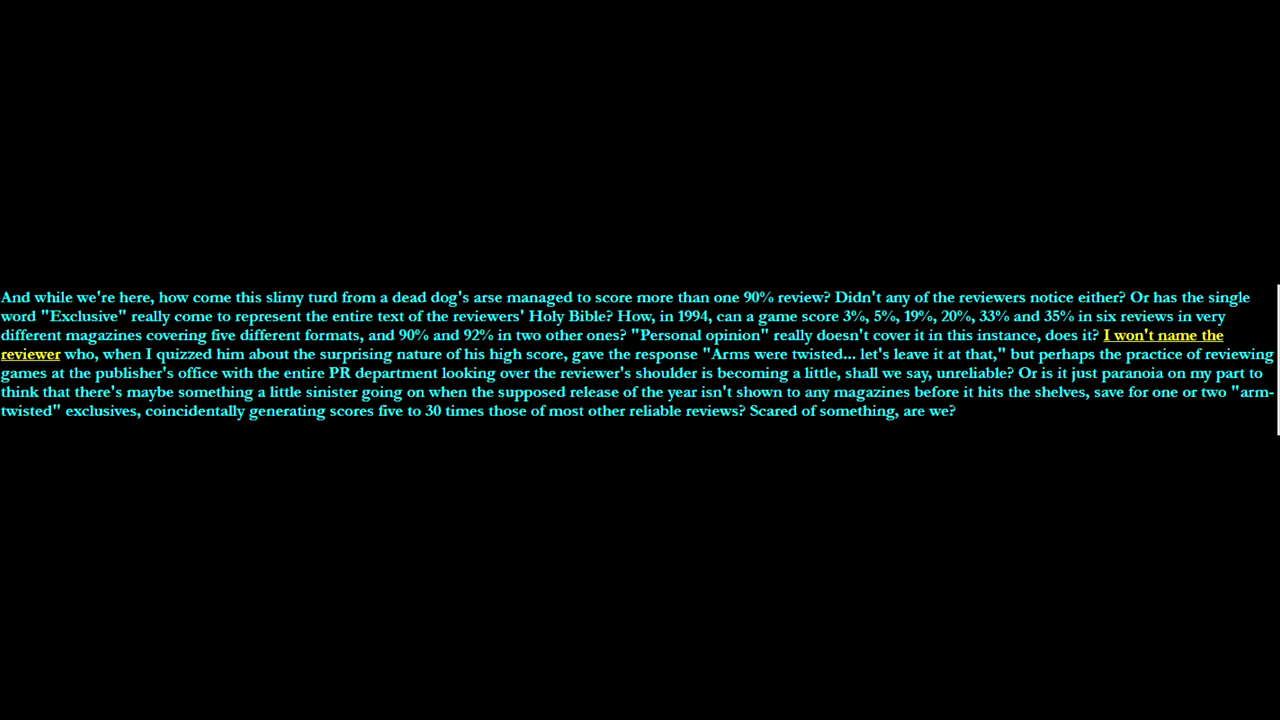 And while we're here, how come this slimy turd from a dead dog's arse managed to score more than one 90% review? Didn't any of the reviewers notice either? Or has the single
word "Exclusive" really come to represent the entire text of the reviewers' Holy Bible? How, in 1994, can a game score 3%, 5%, 19%, 20%, 33% and 35% in six reviews in very
different magazines covering five different formats, and 90% and 92% in two other ones? "Personal opinion" really doesn't cover it in this instance, does it? I won't name the
reviewer who, when I quizzed him about the surprising nature of his high score, gave the response "Arms were twisted... let's leave it at that," but perhaps the practice of reviewing
games at the publisher's office with the entire PR department looking over the reviewer's shoulder is becoming a little, shall we say, unreliable? Or is it just paranoia on my part to
think that there's maybe something a little sinister going on when the supposed release of the year isn't shown to any magazines before it hits the shelves, save for one or two "arm-
twisted" exclusives, coincidentally generating scores five to 30 times those of most other reliable reviews? Scared of something, are we?